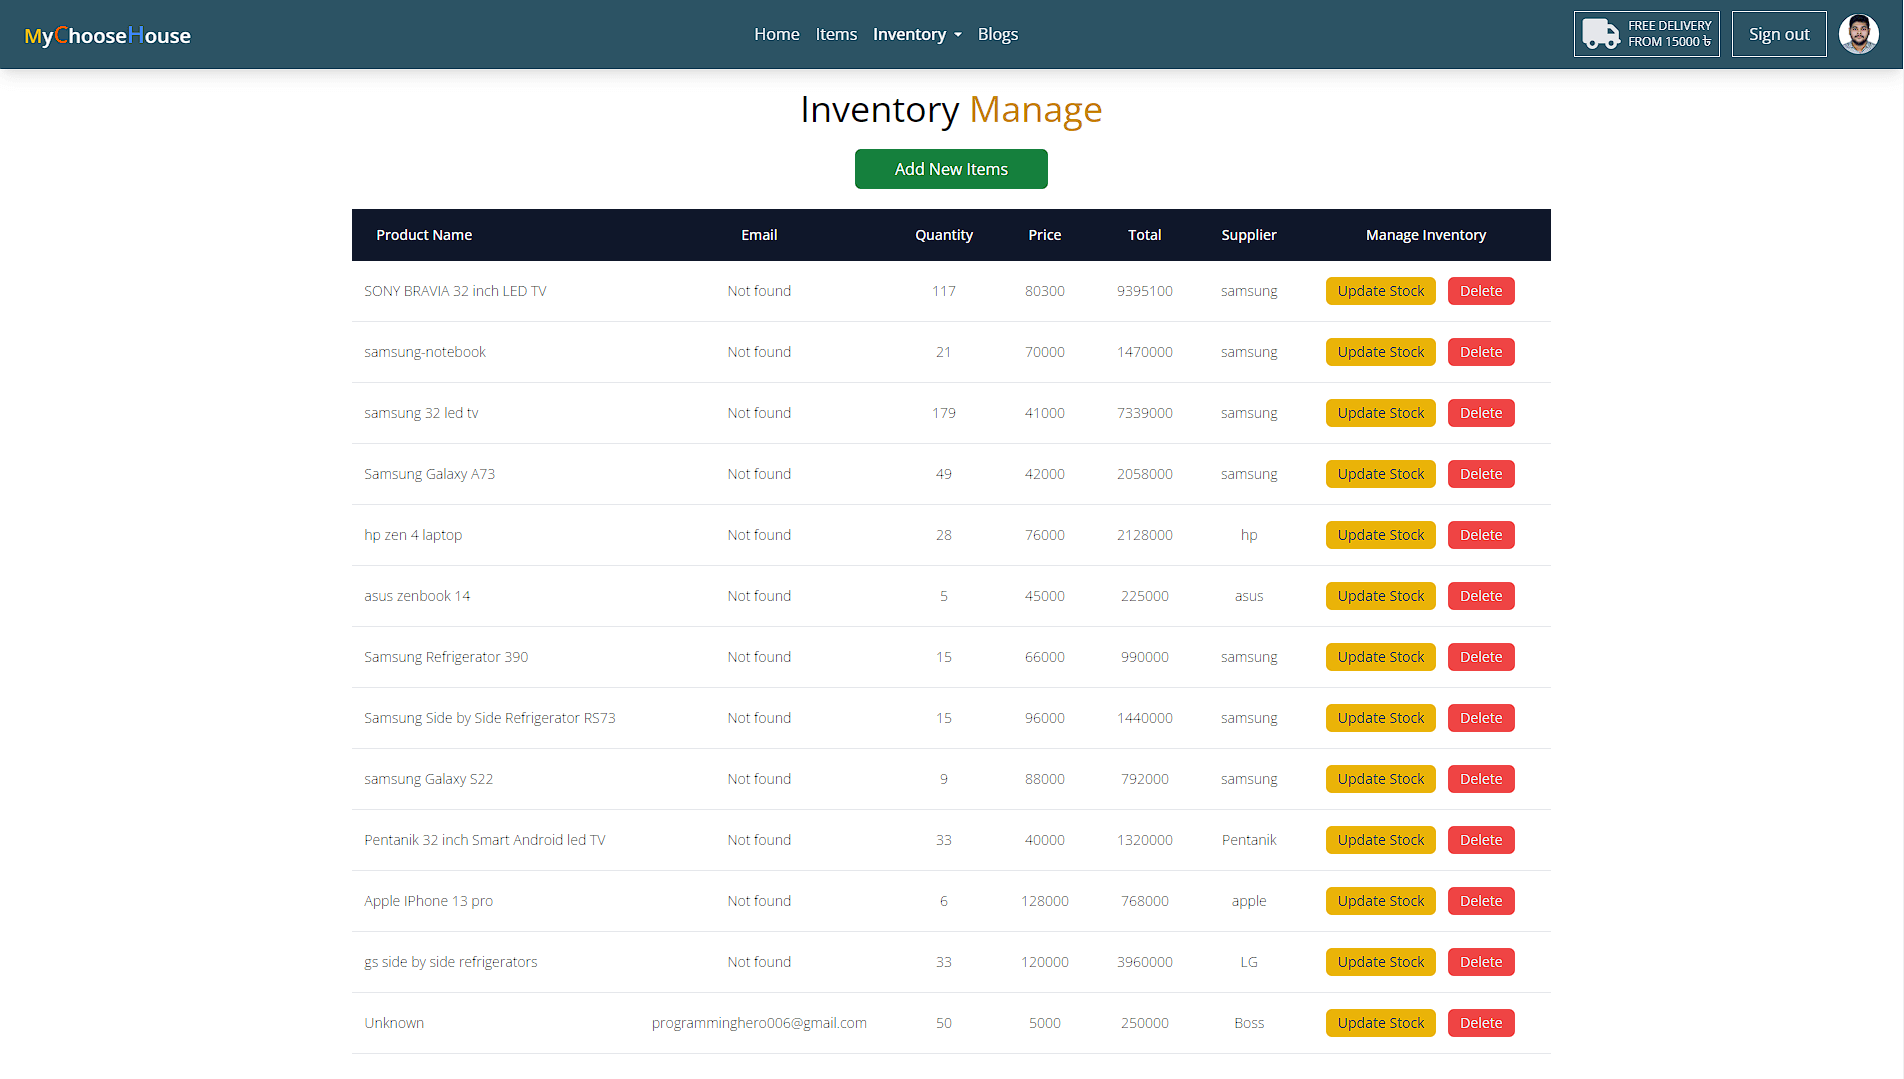 MyChooseHouse Home Items Inventory Blogs FREE DELIVERY FROM 15000 ৳ Sign out
Inventory Manage
Add New Items
Product Name Email Quantity Price Total Supplier Manage Inventory
SONY BRAVIA 32 inch LED TV Not found 117 80300 9395100 samsung Update Stock Delete
samsung-notebook Not found 21 70000 1470000 samsung Update Stock Delete
samsung 32 led tv Not found 179 41000 7339000 samsung Update Stock Delete
Samsung Galaxy A73 Not found 49 42000 2058000 samsung Update Stock Delete
hp zen 4 laptop Not found 28 76000 2128000 hp Update Stock Delete
asus zenbook 14 Not found 5 45000 225000 asus Update Stock Delete
Samsung Refrigerator 390 Not found 15 66000 990000 samsung Update Stock Delete
Samsung Side by Side Refrigerator RS73 Not found 15 96000 1440000 samsung Update Stock Delete
samsung Galaxy S22 Not found 9 88000 792000 samsung Update Stock Delete
Pentanik 32 inch Smart Android led TV Not found 33 40000 1320000 Pentanik Update Stock Delete
Apple IPhone 13 pro Not found 6 128000 768000 apple Update Stock Delete
gs side by side refrigerators Not found 33 120000 3960000 LG Update Stock Delete
Unknown programminghero006@gmail.com 50 5000 250000 Boss Update Stock Delete